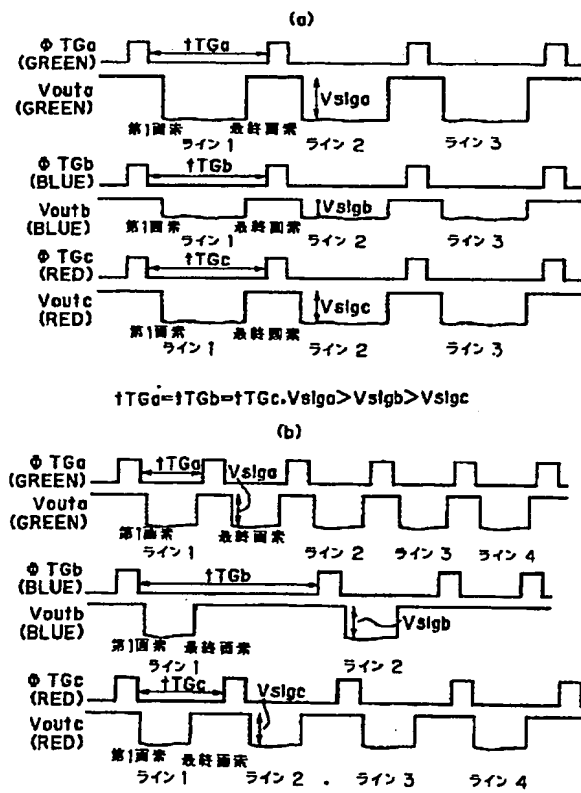 (a)
Φ TGa
(GREEN)
tTGa
Vouta
(GREEN)
Vsiga
第1画素 最終画素
ライン 1 ライン 2 ライン 3
Φ TGb
(BLUE)
tTGb
Voutb
(BLUE)
Vsigb
第1画素 最終画素
ライン 1 ライン 2 ライン 3
Φ TGc
(RED)
tTGc
Voutc
(RED)
Vsigc
第1画素 最終画素
ライン 1 ライン 2 ライン 3
tTGa=tTGb=tTGc.Vsiga>Vsigb>Vsigc
(b)
Φ TGa
(GREEN)
tTGa
Vsiga
Vouta
(GREEN)
第1画素 最終画素
ライン 1 ライン 2 ライン 3 ライン 4
Φ TGb
(BLUE)
tTGb
Voutb
(BLUE)
Vsigb
第1画素 最終画素
ライン 1 ライン 2
Φ TGc
(RED)
tTGc
Vsigc
Voutc
(RED)
第1画素 最終画素
ライン 1 ライン 2 . ライン 3 ライン 4